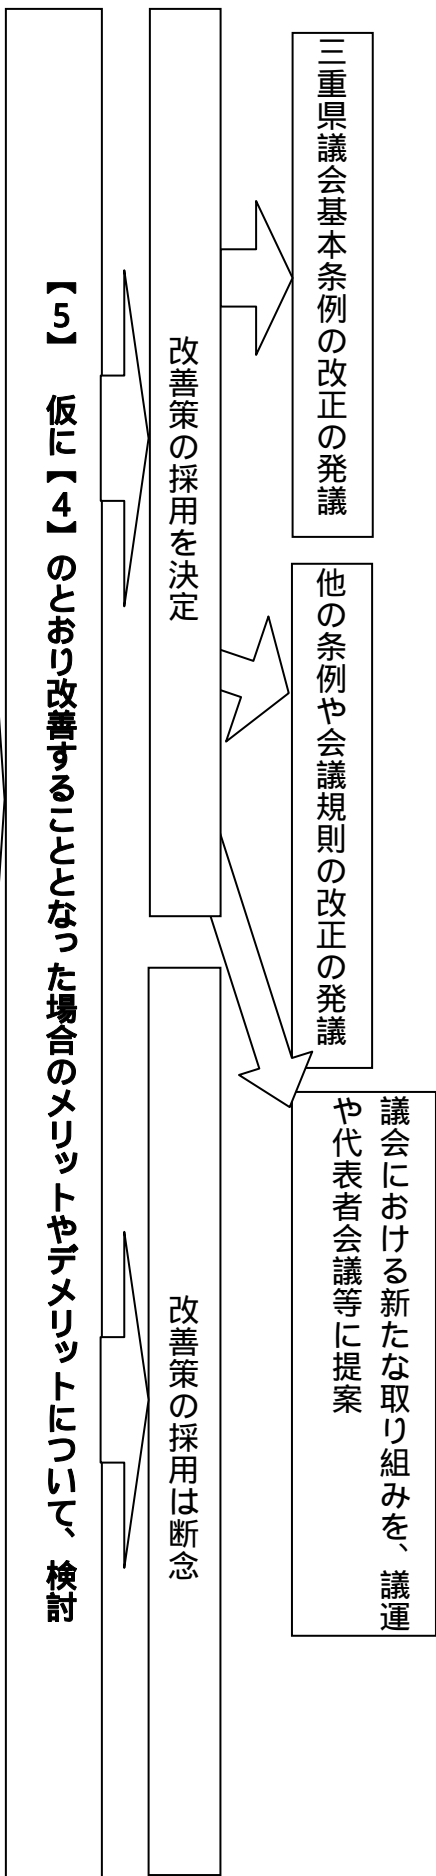 【5】　仮に【4】のとおり改善することとなった場合のメリットやデメリットについて、検討
改善策の採用を決定
改善策の採用は断念
三重県議会基本条例の改正の発議
他の条例や会議規則の改正の発議
議会における新たな取り組みを、議運
や代表者会議等に提案